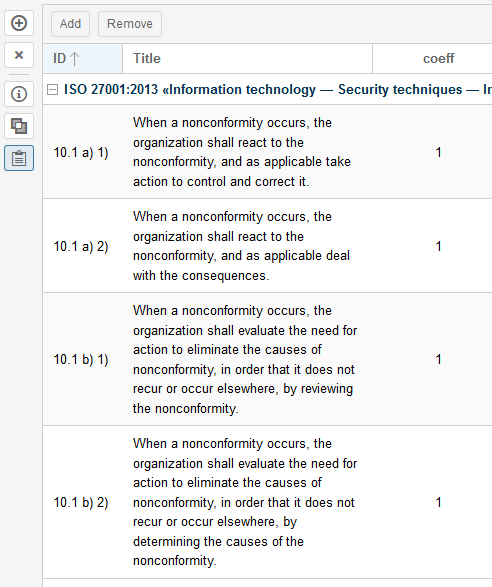 Add Remove
ID ↑ Title coeff
ISO 27001:2013 «Information technology — Security techniques — In
10.1 a) 1) When a nonconformity occurs, the
organization shall react to the
nonconformity, and as applicable take
action to control and correct it. 1
10.1 a) 2) When a nonconformity occurs, the
organization shall react to the
nonconformity, and as applicable deal
with the consequences. 1
10.1 b) 1) When a nonconformity occurs, the
organization shall evaluate the need for
action to eliminate the causes of
nonconformity, in order that it does not
recur or occur elsewhere, by reviewing
the nonconformity. 1
10.1 b) 2) When a nonconformity occurs, the
organization shall evaluate the need for
action to eliminate the causes of
nonconformity, in order that it does not
recur or occur elsewhere, by
determining the causes of the
nonconformity. 1